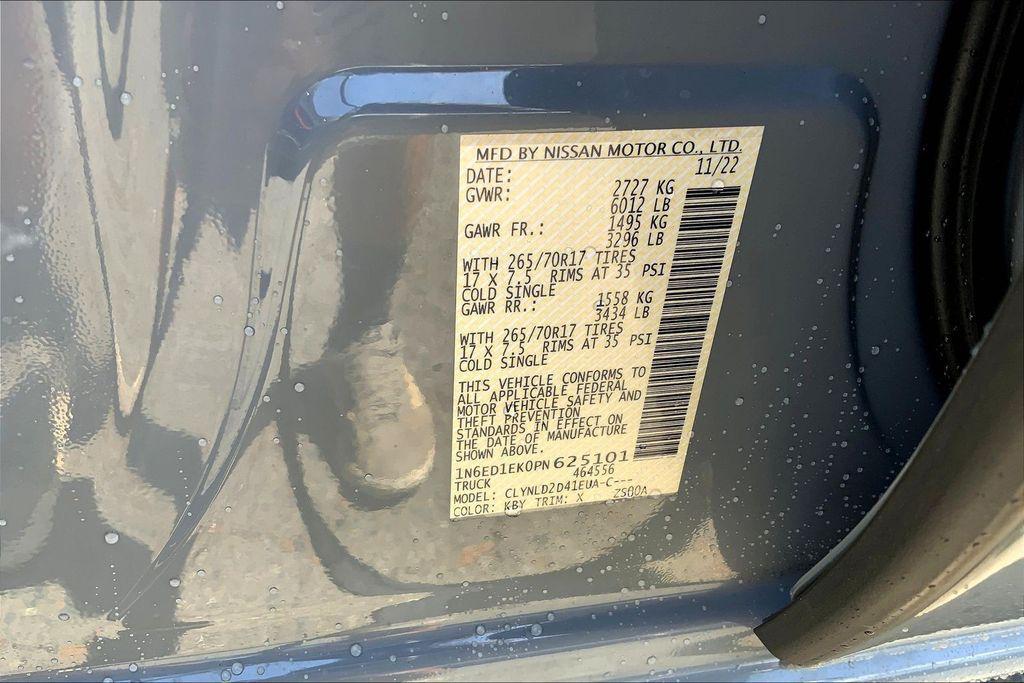 MFD BY NISSAN MOTOR CO., LTD.
DATE: 11/22
GVWR: 2727 KG
6012 LB
GAWR FR.: 1495 KG
3296 LB
WITH 265/70R17 TIRES
17 X 7.5 RIMS AT 35 PSI
COLD SINGLE
GAWR RR.: 1558 KG
3434 LB
WITH 265/70R17 TIRES
17 X 7.5 RIMS AT 35 PSI
COLD SINGLE
THIS VEHICLE CONFORMS TO
ALL APPLICABLE FEDERAL
MOTOR VEHICLE SAFETY AND
THEFT PREVENTION
STANDARDS IN EFFECT ON
THE DATE OF MANUFACTURE
SHOWN ABOVE.
1N6ED1EK0PN625101
TRUCK 464556
MODEL: CLYNLD2D41EUA-C---
COLOR: KBY TRIM: X